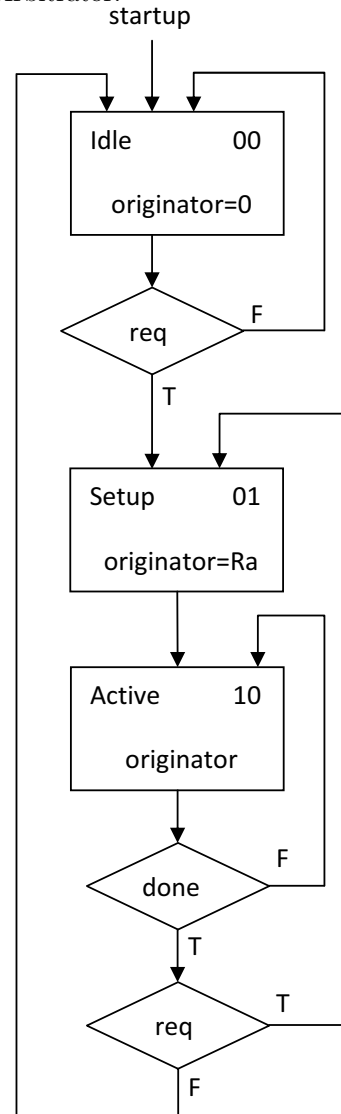 startup
Idle 00
originator=0
req
F
T
Setup 01
originator=Ra
Active 10
originator
done
F
T
req
T
F